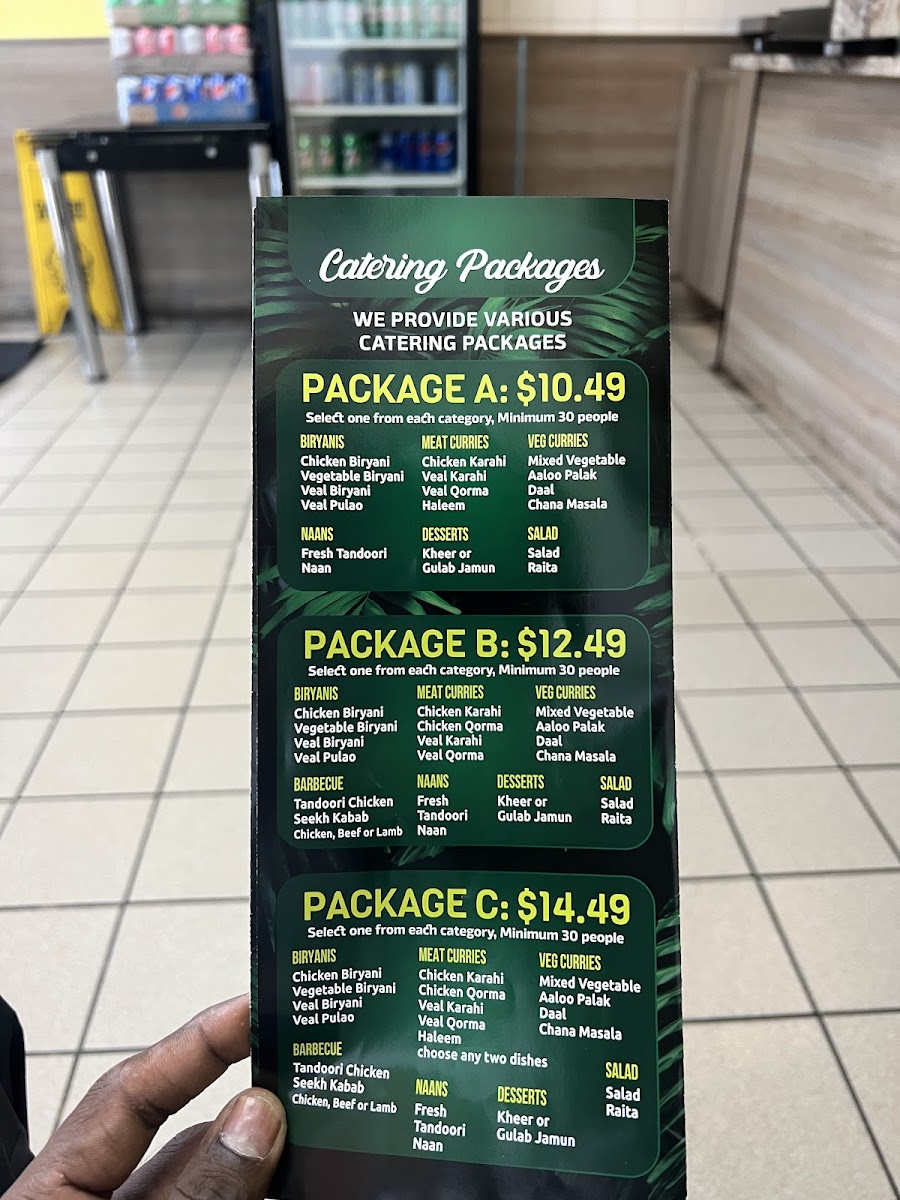 Catering Packages
WE PROVIDE VARIOUS
CATERING PACKAGES
PACKAGE A: $10.49
Select one from each category, Minimum 30 people
BIRYANIS
Chicken Biryani
Vegetable Biryani
Veal Biryani
Veal Pulao
MEAT CURRIES
Chicken Karahi
Veal Karahi
Veal Qorma
Haleem
VEG CURRIES
Mixed Vegetable
Aaloo Palak
Daal
Chana Masala
NAANS
Fresh Tandoori
Naan
DESSERTS
Kheer or
Gulab Jamun
SALAD
Salad
Raita
PACKAGE B: $12.49
Select one from each category, Minimum 30 people
BIRYANIS
Chicken Biryani
Vegetable Biryani
Veal Biryani
Veal Pulao
MEAT CURRIES
Chicken Karahi
Chicken Qorma
Veal Karahi
Veal Qorma
VEG CURRIES
Mixed Vegetable
Aaloo Palak
Daal
Chana Masala
BARBECUE
Tandoori Chicken
Seekh Kabab
Chicken, Beef or Lamb
NAANS
Fresh
Tandoori
Naan
DESSERTS
Kheer or
Gulab Jamun
SALAD
Salad
Raita
PACKAGE C: $14.49
Select one from each category, Minimum 30 people
BIRYANIS
Chicken Biryani
Vegetable Biryani
Veal Biryani
Veal Pulao
MEAT CURRIES
Chicken Karahi
Chicken Qorma
Veal Karahi
Veal Qorma
Haleem
choose any two dishes
VEG CURRIES
Mixed Vegetable
Aaloo Palak
Daal
Chana Masala
BARBECUE
Tandoori Chicken
Seekh Kabab
Chicken, Beef or Lamb
NAANS
Fresh
Tandoori
Naan
DESSERTS
Kheer or
Gulab Jamun
SALAD
Salad
Raita